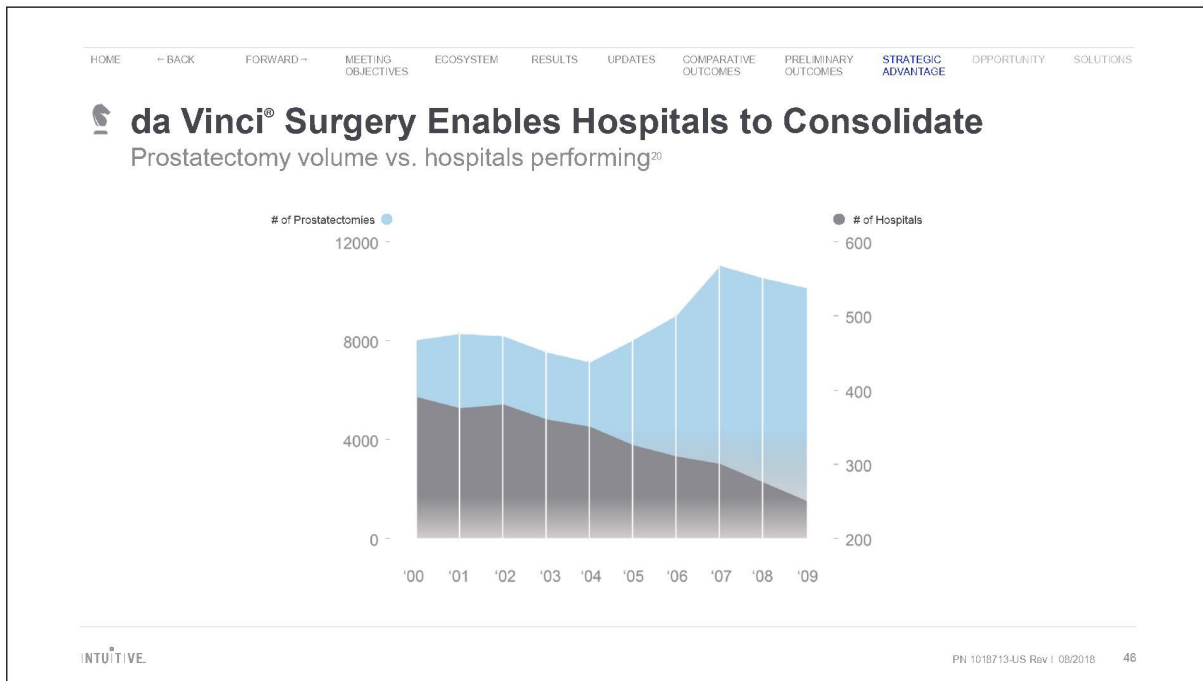 HOME ←BACK FORWARD→ MEETING OBJECTIVES ECOSYSTEM RESULTS UPDATES COMPARATIVE OUTCOMES PRELIMINARY OUTCOMES STRATEGIC ADVANTAGE OPPORTUNITY SOLUTIONS
da Vinci® Surgery Enables Hospitals to Consolidate
Prostatectomy volume vs. hospitals performing²⁰
# of Prostatectomies
# of Hospitals
12000
8000
4000
0
600
500
400
300
200
‘00 ‘01 ‘02 ‘03 ‘04 ‘05 ‘06 ‘07 ‘08 ‘09
INTUITIVE.
PN 1018713-US Rev I 08/2018 46